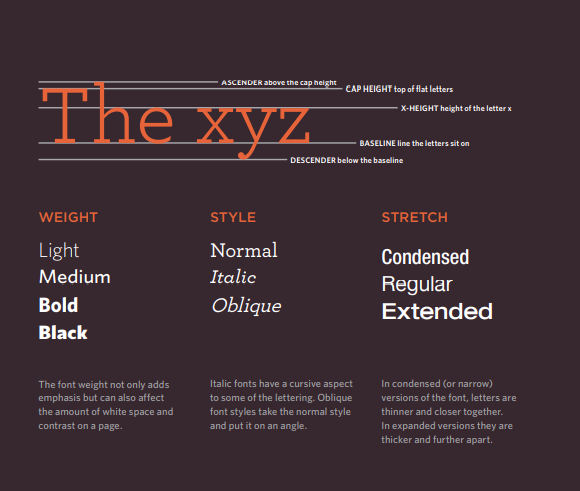 ASCENDER above the cap height
CAP HEIGHT top of flat letters
The xyz
X-HEIGHT height of the letter x
BASELINE line the letters sit on
DESCENDER below the baseline
WEIGHT
Light
Medium
Bold
Black
The font weight not only adds
emphasis but can also affect
the amount of white space and
contrast on a page.
STYLE
Normal
Italic
Oblique
Italic fonts have a cursive aspect
to some of the lettering. Oblique
font styles take the normal style
and put it on an angle.
STRETCH
Condensed
Regular
Extended
In condensed (or narrow)
versions of the font, letters are
thinner and closer together.
In expanded versions they are
thicker and further apart.